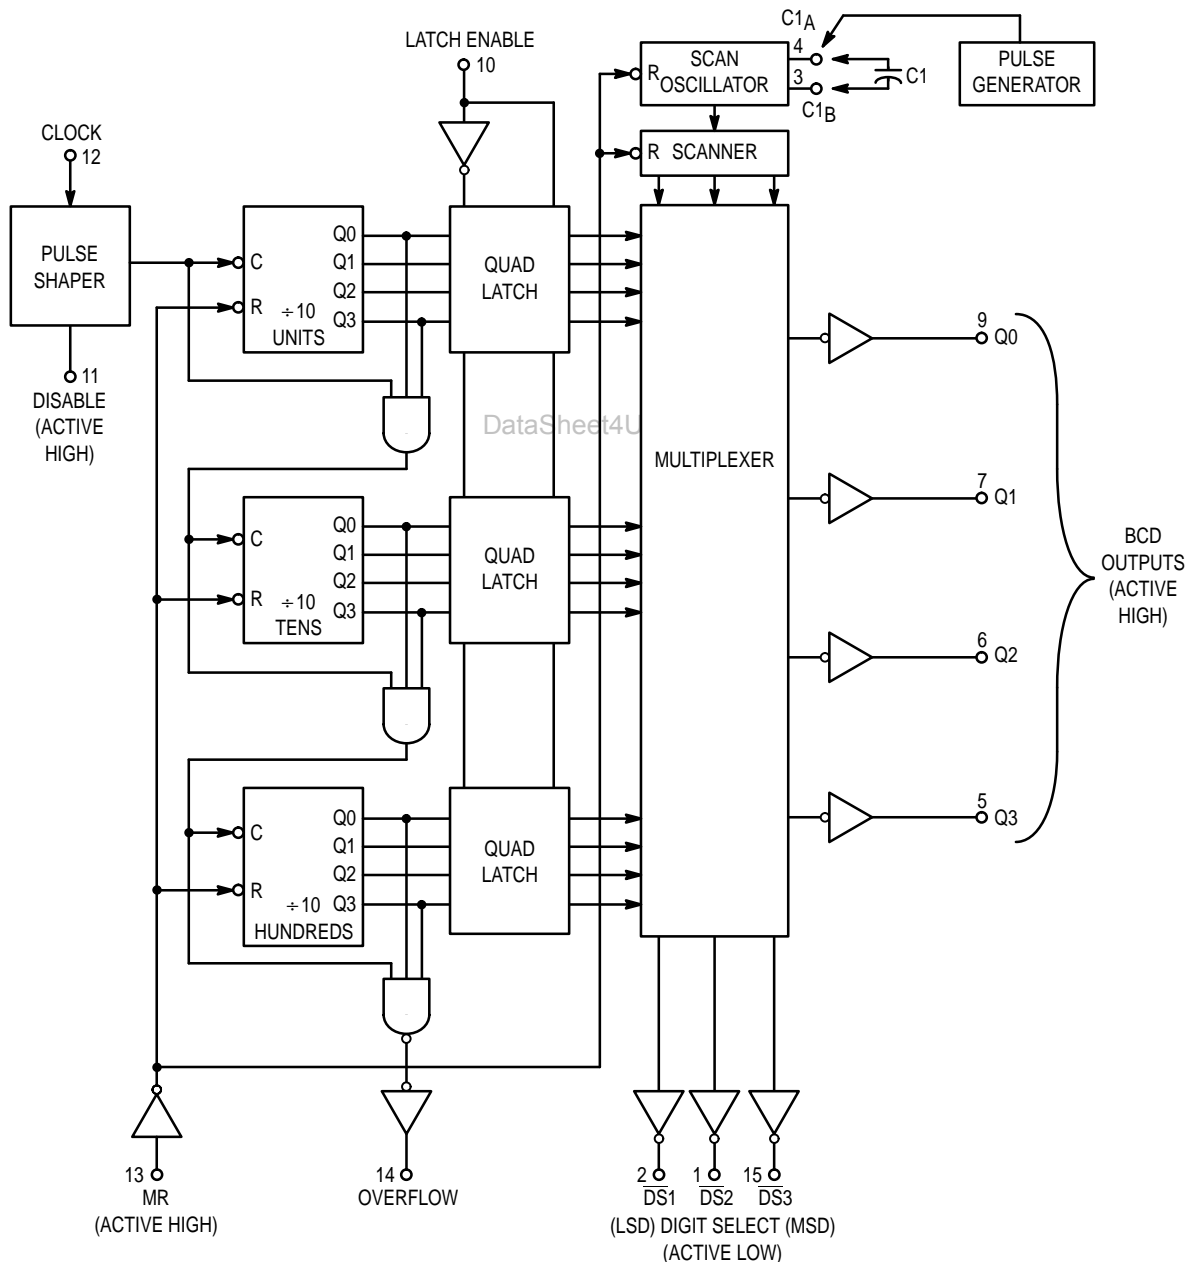 LATCH ENABLE
10
C1A
4
3
C1B
C1
R
SCAN
OSCILLATOR
PULSE
GENERATOR
CLOCK
12
R SCANNER
PULSE
SHAPER
11
DISABLE
(ACTIVE
HIGH)
C
R
÷10
UNITS
Q0
Q1
Q2
Q3
QUAD
LATCH
DataSheet4U
MULTIPLEXER
9
Q0
7
Q1
6
Q2
5
Q3
BCD
OUTPUTS
(ACTIVE
HIGH)
C
R
÷10
TENS
Q0
Q1
Q2
Q3
QUAD
LATCH
C
R
÷10
HUNDREDS
Q0
Q1
Q2
Q3
QUAD
LATCH
13
MR
(ACTIVE HIGH)
14
OVERFLOW
2
DS1
1
DS2
15
DS3
(LSD) DIGIT SELECT (MSD)
(ACTIVE LOW)